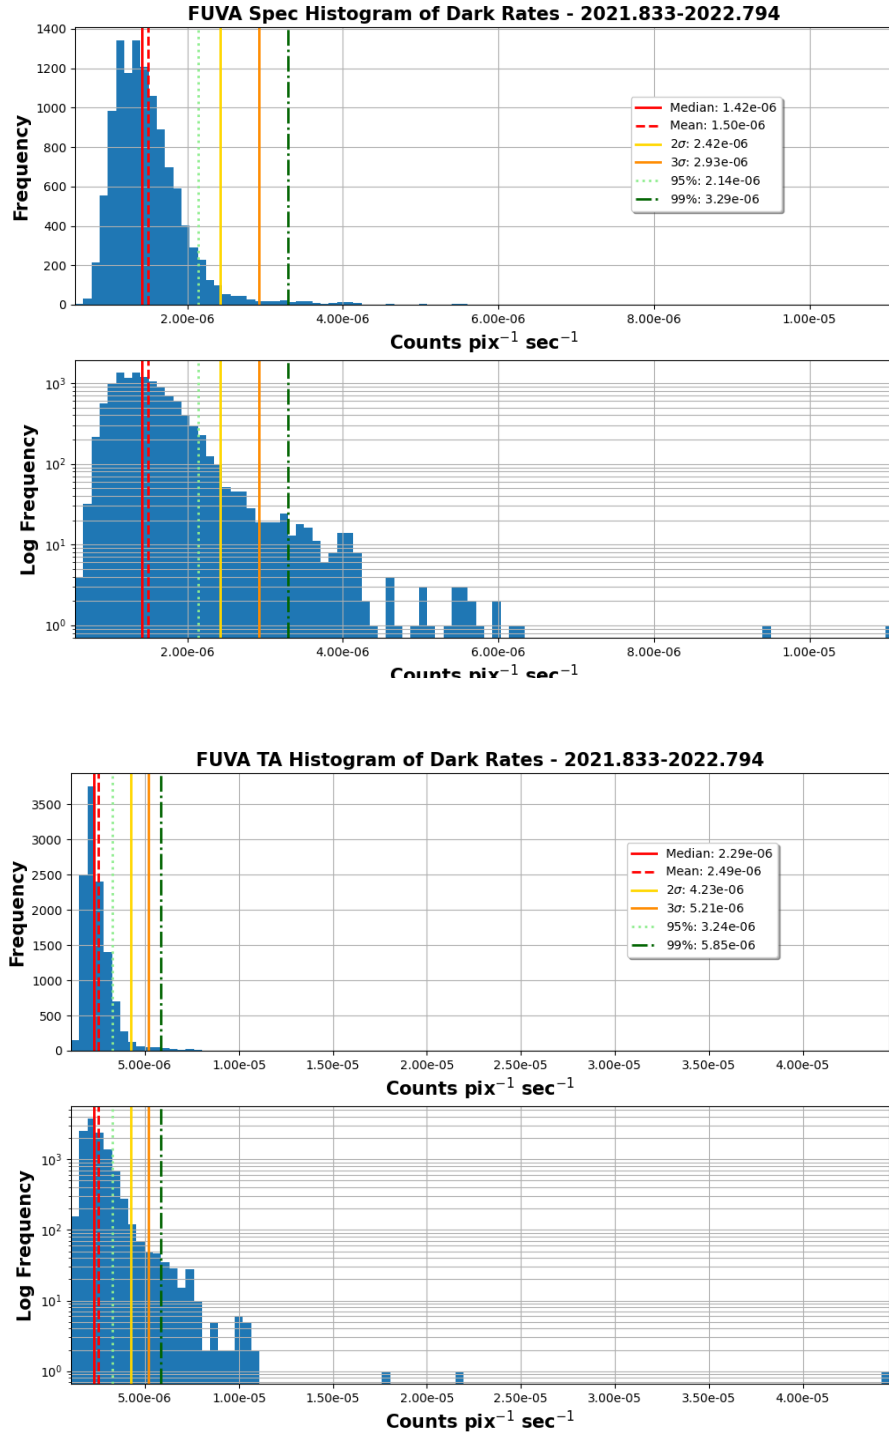 FUVA Spec Histogram of Dark Rates - 2021.833-2022.794
1400
1200
1000
800
600
400
200
0
Frequency
Median: 1.42e-06
Mean: 1.50e-06
2σ: 2.42e-06
3σ: 2.93e-06
95%: 2.14e-06
99%: 3.29e-06
2.00e-06 4.00e-06 6.00e-06 8.00e-06 1.00e-05
Counts pix⁻¹ sec⁻¹
10³
10²
10¹
10⁰
Log Frequency
2.00e-06 4.00e-06 6.00e-06 8.00e-06 1.00e-05
Counts pix⁻¹ sec⁻¹
FUVA TA Histogram of Dark Rates - 2021.833-2022.794
3500
3000
2500
2000
1500
1000
500
0
Frequency
Median: 2.29e-06
Mean: 2.49e-06
2σ: 4.23e-06
3σ: 5.21e-06
95%: 3.24e-06
99%: 5.85e-06
5.00e-06 1.00e-05 1.50e-05 2.00e-05 2.50e-05 3.00e-05 3.50e-05 4.00e-05
Counts pix⁻¹ sec⁻¹
10³
10²
10¹
10⁰
Log Frequency
5.00e-06 1.00e-05 1.50e-05 2.00e-05 2.50e-05 3.00e-05 3.50e-05 4.00e-05
Counts pix⁻¹ sec⁻¹